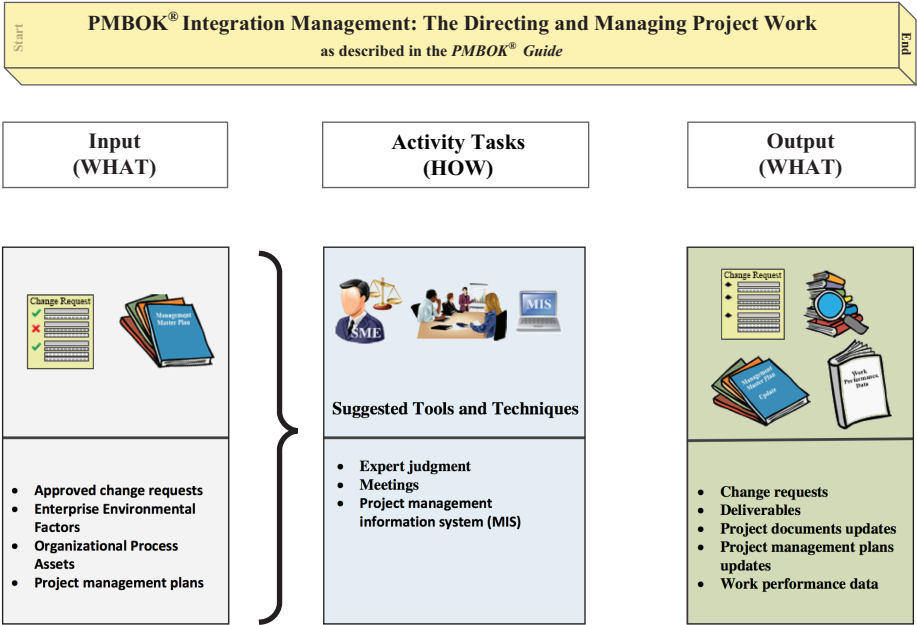 Start
PMBOK® Integration Management: The Directing and Managing Project Work
as described in the PMBOK® Guide
End
Input
(WHAT)
Activity Tasks
(HOW)
Output
(WHAT)
Change Request
Management
Master Plan
SME
MIS
Suggested Tools and Techniques
Change Request
Management
Master Plan
Update
Work
Performance
Data
• Approved change requests
• Enterprise Environmental
Factors
• Organizational Process
Assets
• Project management plans
• Expert judgment
• Meetings
• Project management
information system (MIS)
• Change requests
• Deliverables
• Project documents updates
• Project management plans
updates
• Work performance data